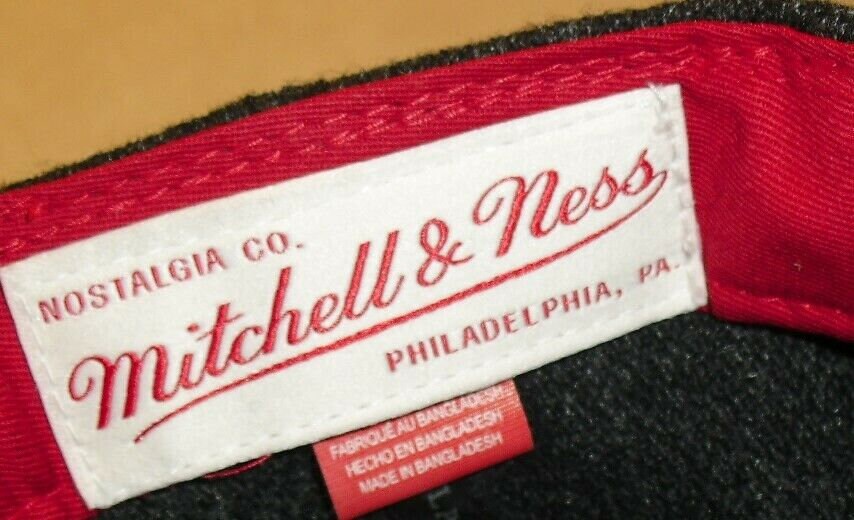 NOSTALGIA CO.
Mitchell & Ness
PHILADELPHIA, PA.
FABRIQUÉ AU BANGLADESH
HECHO EN BANGLADESH
MADE IN BANGLADESH